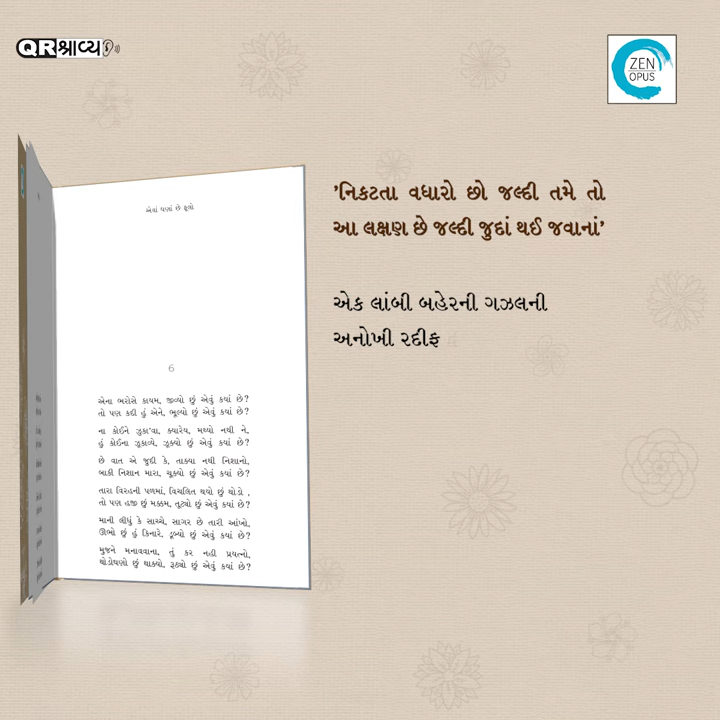 QRશ્રાવ્ય
ZEN
OPUS
'નિકટતા વધારો છો જલ્દી તમે તો
આ લક્ષણ છે જલ્દી જુદાં થઈ જવાનાં'
એક લાંબી બહેરની ગઝલની
અનોખી રદીફ
એવાં ઘણાં છે ફૂલો
6
એના ભરોસે કાયમ, જીવ્યો છું એવું ક્યાં છે?
તો પણ કદી હું એને, ભૂલ્યો છું એવું ક્યાં છે?
ના કોઈને ઝુકા'વા, ક્યારેય, મથ્યો નથી ને,
હું કોઈના ઝુકાવ્યે, ઝૂક્યો છું એવું ક્યાં છે?
છે વાત એ જુદી કે, તાક્યા નથી નિશાનો,
બાકી નિશાન મારા, ચૂક્યો છું એવું ક્યાં છે?
તારા વિરહની પળમાં, વિચલિત થયો છું થોડો ,
તો પણ હજી છું મક્કમ, તૂટ્યો છું એવું ક્યાં છે?
માની લીધું કે સાચ્ચે, સાગર છે તારી આંખો,
ઊભો છું હું કિનારે, ડૂબ્યો છું એવું ક્યાં છે?
મુજને મનાવવાના, તું કર નહી પ્રયત્નો,
થોડોઘણો છું થાક્યો, રૂઠ્યો છું એવું ક્યાં છે?